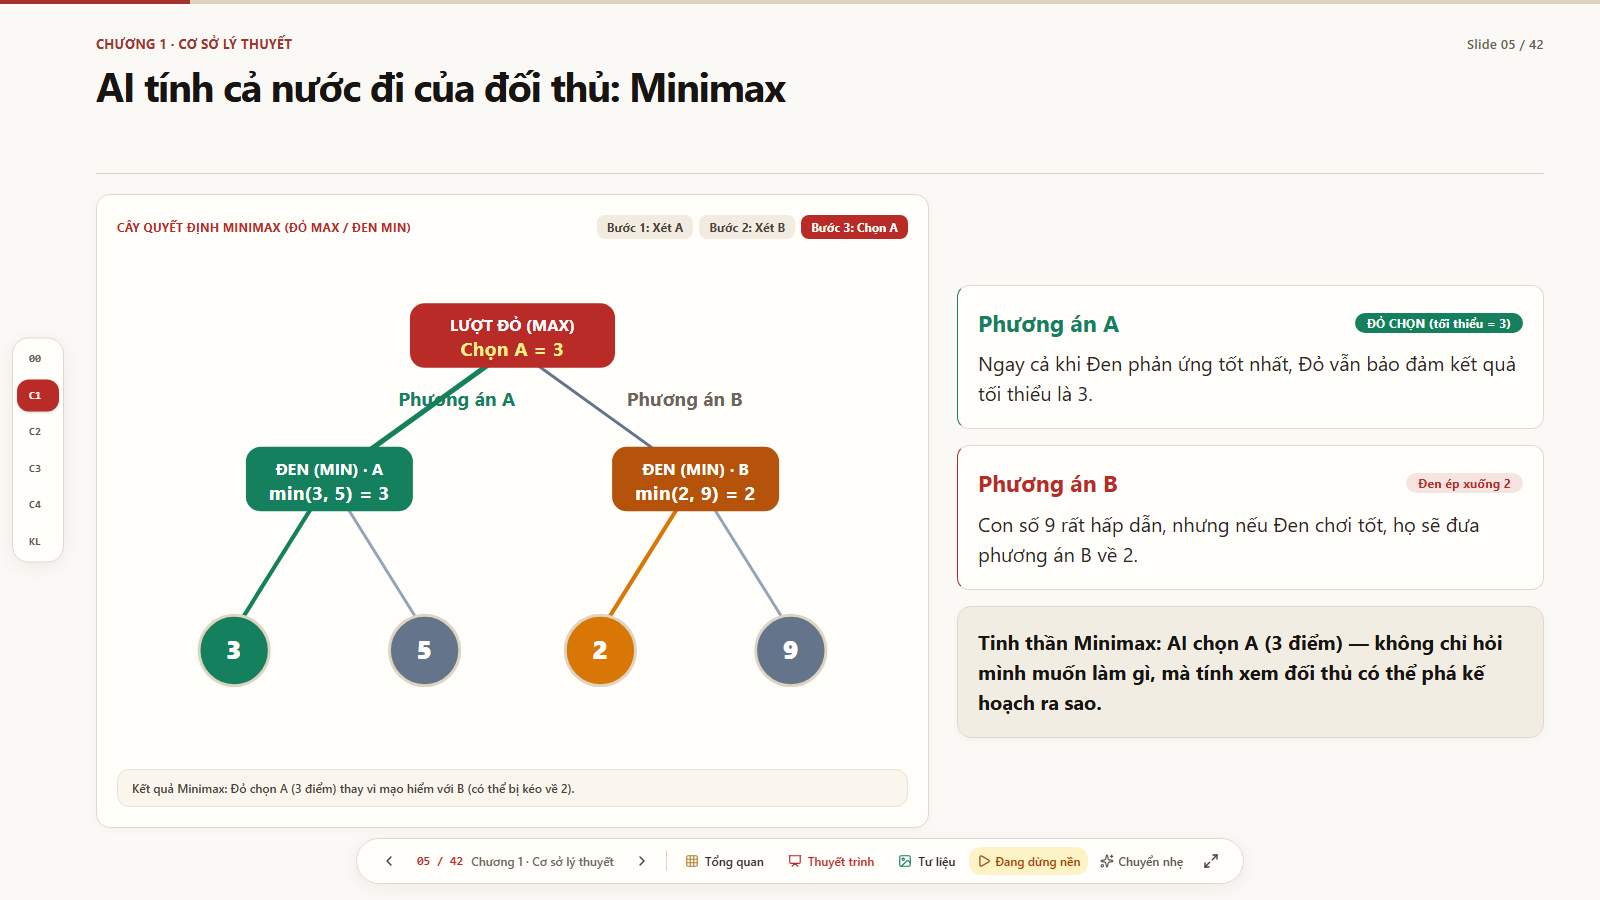 CHƯƠNG 1 · CƠ SỞ LÝ THUYẾT
Slide 05 / 42
AI tính cả nước đi của đối thủ: Minimax
CÂY QUYẾT ĐỊNH MINIMAX (ĐỎ MAX / ĐEN MIN)
Bước 1: Xét A
Bước 2: Xét B
Bước 3: Chọn A
LƯỢT ĐỎ (MAX)
Chọn A = 3
Phương án A
Phương án B
ĐEN (MIN) · A
min(3, 5) = 3
ĐEN (MIN) · B
min(2, 9) = 2
3
5
2
9
Kết quả Minimax: Đỏ chọn A (3 điểm) thay vì mạo hiểm với B (có thể bị kéo về 2).
Phương án A
ĐỎ CHỌN (tối thiểu = 3)
Ngay cả khi Đen phản ứng tốt nhất, Đỏ vẫn bảo đảm kết quả
tối thiểu là 3.
Phương án B
Đen ép xuống 2
Con số 9 rất hấp dẫn, nhưng nếu Đen chơi tốt, họ sẽ đưa
phương án B về 2.
Tinh thần Minimax: AI chọn A (3 điểm) — không chỉ hỏi
mình muốn làm gì, mà tính xem đối thủ có thể phá kế
hoạch ra sao.
00
C1
C2
C3
C4
KL
05 / 42
Chương 1 · Cơ sở lý thuyết
Tổng quan
Thuyết trình
Tư liệu
Đang dừng nền
Chuyển nhẹ